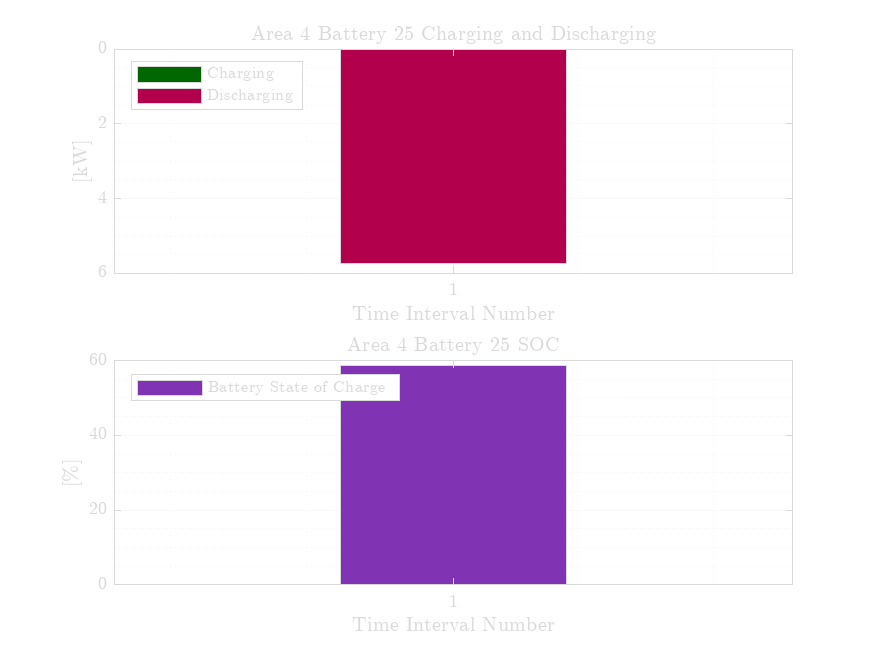 Area 4 Battery 25 Charging and Discharging
0
2
4
6
[kW]
Charging
Discharging
1
Time Interval Number
Area 4 Battery 25 SOC
60
40
20
0
[%]
Battery State of Charge
1
Time Interval Number